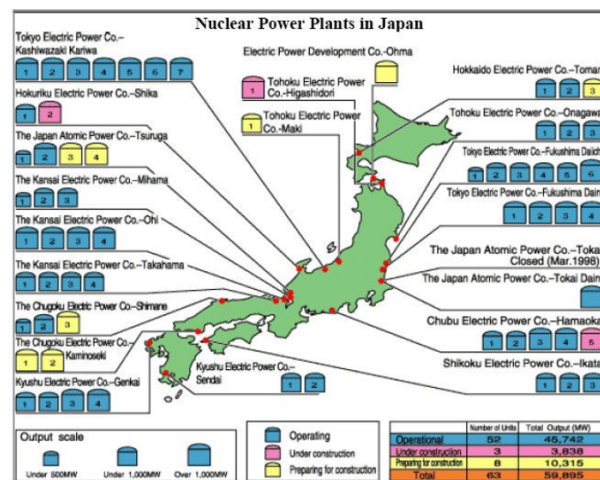 Nuclear Power Plants in Japan
Tokyo Electric Power Co.–
Kashiwazaki Kariwa
1 2 3 4 5 6 7
Hokuriku Electric Power Co.–Shika
1 2
The Japan Atomic Power Co.–Tsuruga
1 2 3 4
The Kansai Electric Power Co.–Mihama
1 2 3
The Kansai Electric Power Co.–Ohi
1 2 3 4
The Kansai Electric Power Co.–Takahama
1 2 3 4
The Chugoku Electric Power Co.–Shimane
1 2 3
The Chugoku Electric Power Co.–
Kaminoseki
1 2
Kyushu Electric Power Co.–Genkai
1 2 3 4
Electric Power Development Co.–Ohma
Tohoku Electric Power
Co.–Higashidori
1
Tohoku Electric Power
Co.–Maki
1
Kyushu Electric Power Co.–
Sendai
1 2
Hokkaido Electric Power Co.–Tomar
1 2 3
Tohoku Electric Power Co.–Onagawa
1 2 3
Tokyo Electric Power Co.–Fukushima Daiich
1 2 3 4 5 6
Tokyo Electric Power Co.–Fukushima Dain
1 2 3 4
The Japan Atomic Power Co.–Tokai
Closed (Mar.1998)
The Japan Atomic Power Co.–Tokai Dain
Chubu Electric Power Co.–Hamaoka
1 2 3 4 5
Shikoku Electric Power Co.–Ikata
1 2 3
Output scale
Under 500MW Under 1,000MW Over 1,000MW
Operating
Under construction
Preparing for construction
Number of Units Total Output (MW)
Operational 52 45,742
Under construction 3 3,838
Preparing for construction 8 10,315
Total 63 59,895